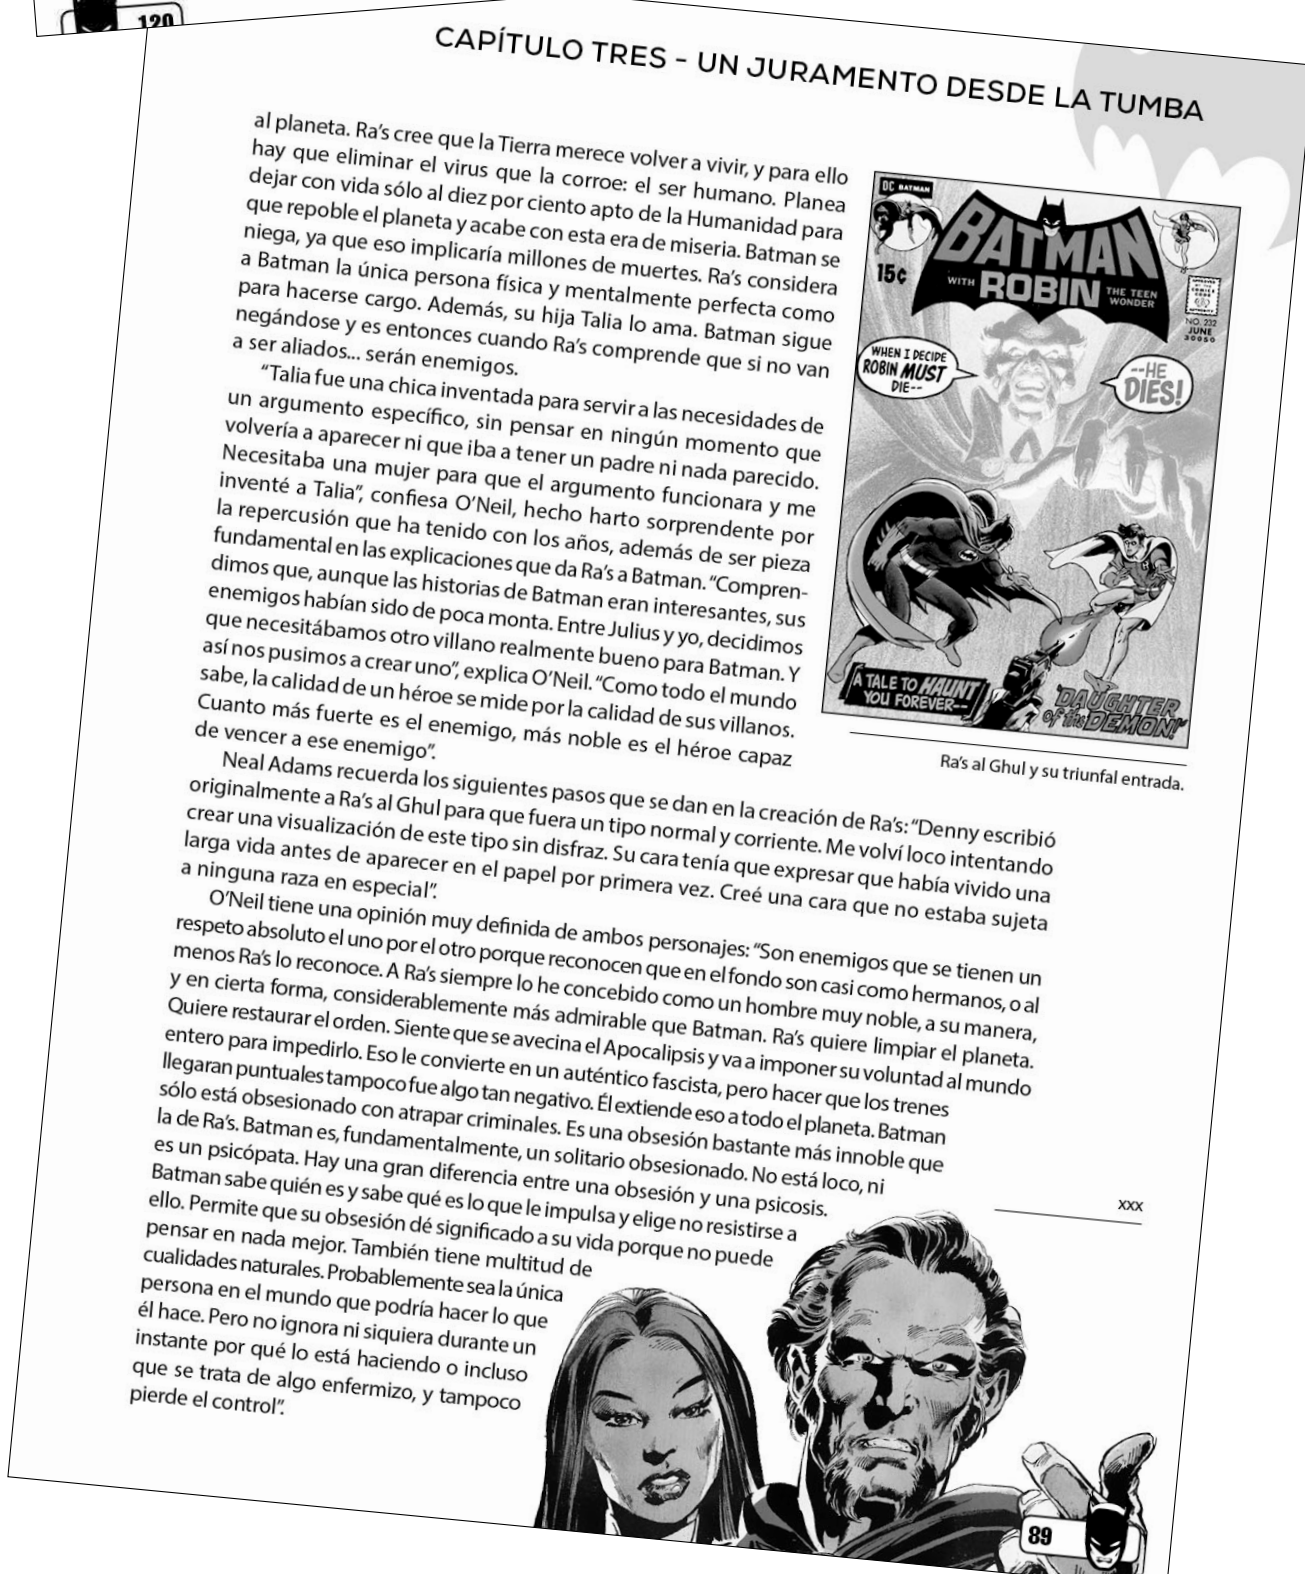 120
CAPÍTULO TRES - UN JURAMENTO DESDE LA TUMBA
al planeta. Ra's cree que la Tierra merece volver a vivir, y para ello
hay que eliminar el virus que la corroe: el ser humano. Planea
dejar con vida sólo al diez por ciento apto de la Humanidad para
que repoble el planeta y acabe con esta era de miseria. Batman se
niega, ya que eso implicaría millones de muertes. Ra's considera
a Batman la única persona física y mentalmente perfecta como
para hacerse cargo. Además, su hija Talia lo ama. Batman sigue
negándose y es entonces cuando Ra's comprende que si no van
a ser aliados... serán enemigos.
"Talia fue una chica inventada para servir a las necesidades de
un argumento específico, sin pensar en ningún momento que
volvería a aparecer ni que iba a tener un padre ni nada parecido.
Necesitaba una mujer para que el argumento funcionara y me
inventé a Talia", confiesa O'Neil, hecho harto sorprendente por
la repercusión que ha tenido con los años, además de ser pieza
fundamental en las explicaciones que da Ra's a Batman. "Compren-
dimos que, aunque las historias de Batman eran interesantes, sus
enemigos habían sido de poca monta. Entre Julius y yo, decidimos
que necesitábamos otro villano realmente bueno para Batman. Y
así nos pusimos a crear uno", explica O'Neil. "Como todo el mundo
sabe, la calidad de un héroe se mide por la calidad de sus villanos.
Cuanto más fuerte es el enemigo, más noble es el héroe capaz
de vencer a ese enemigo".
DC BATMAN
BATMAN
15¢
WITH ROBIN THE TEEN
WONDER
APPROVED
BY THE
COMICS
CODE
AUTHORITY
NO. 232
JUNE
30050
WHEN I DECIDE
ROBIN MUST
DIE--
--HE
DIES!
A TALE TO HAUNT
YOU FOREVER--
"DAUGHTER
of the DEMON!"
Ra's al Ghul y su triunfal entrada.
Neal Adams recuerda los siguientes pasos que se dan en la creación de Ra's: "Denny escribió
originalmente a Ra's al Ghul para que fuera un tipo normal y corriente. Me volví loco intentando
crear una visualización de este tipo sin disfraz. Su cara tenía que expresar que había vivido una
larga vida antes de aparecer en el papel por primera vez. Creé una cara que no estaba sujeta
a ninguna raza en especial".
O'Neil tiene una opinión muy definida de ambos personajes: "Son enemigos que se tienen un
respeto absoluto el uno por el otro porque reconocen que en el fondo son casi como hermanos, o al
menos Ra's lo reconoce. A Ra's siempre lo he concebido como un hombre muy noble, a su manera,
y en cierta forma, considerablemente más admirable que Batman. Ra's quiere limpiar el planeta.
Quiere restaurar el orden. Siente que se avecina el Apocalipsis y va a imponer su voluntad al mundo
entero para impedirlo. Eso le convierte en un auténtico fascista, pero hacer que los trenes
llegaran puntuales tampoco fue algo tan negativo. Él extiende eso a todo el planeta. Batman
sólo está obsesionado con atrapar criminales. Es una obsesión bastante más innoble que
la de Ra's. Batman es, fundamentalmente, un solitario obsesionado. No está loco, ni
es un psicópata. Hay una gran diferencia entre una obsesión y una psicosis.
Batman sabe quién es y sabe qué es lo que le impulsa y elige no resistirse a
ello. Permite que su obsesión dé significado a su vida porque no puede
pensar en nada mejor. También tiene multitud de
cualidades naturales. Probablemente sea la única
persona en el mundo que podría hacer lo que
él hace. Pero no ignora ni siquiera durante un
instante por qué lo está haciendo o incluso
que se trata de algo enfermizo, y tampoco
pierde el control".
xxx
89